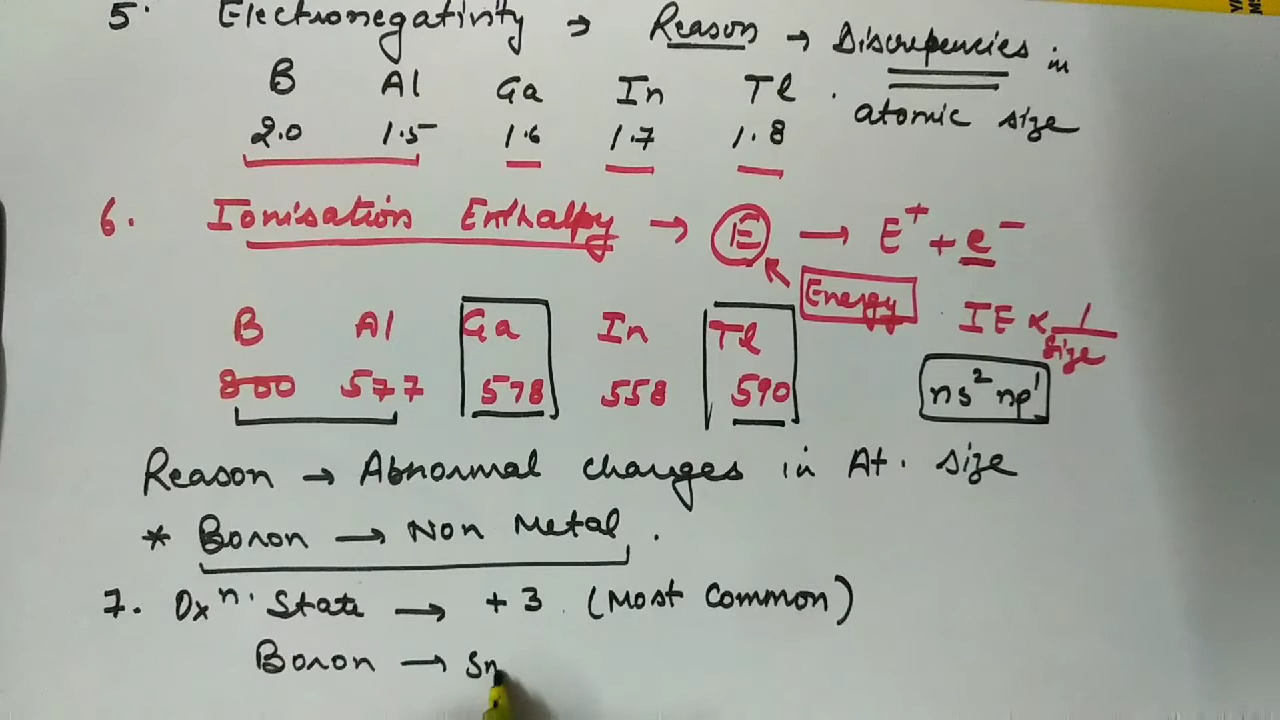 5. Electronegativity → Reason → Discrepencies in atomic size
B Al Ga In Tl
2.0 1.5 1.6 1.7 1.8
6. Ionisation Enthalpy → E → E⁺ + e⁻
Energy
IE ∝ 1/size
B Al Ga In Tl
800 577 578 558 590
ns² np¹
Reason → Abnormal changes in At. size
* Boron → Non Metal.
7. Oxⁿ. State → +3 (Most Common)
Boron → Sm